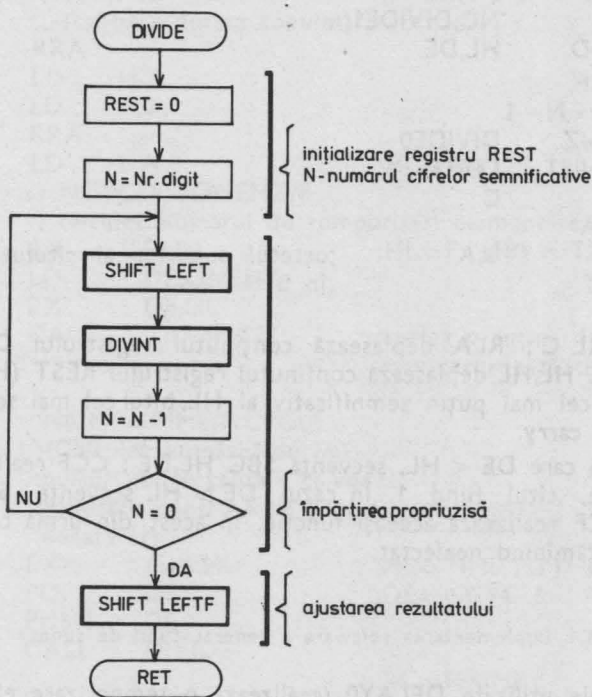 DIVIDE
REST = 0
N = Nr. digit
inițializare registru REST
N-numărul cifrelor semnificative
SHIFT LEFT
DIVINT
N = N -1
NU
N = 0
împărțirea propriuzisă
DA
SHIFT LEFTF
ajustarea rezultatului
RET